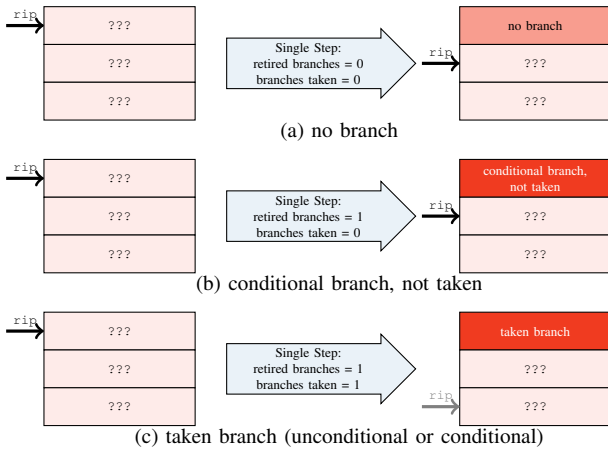 rip
???
???
???
Single Step:
retired branches = 0
branches taken = 0
rip
no branch
???
???
(a) no branch
rip
???
???
???
Single Step:
retired branches = 1
branches taken = 0
rip
conditional branch,
not taken
???
???
(b) conditional branch, not taken
rip
???
???
???
Single Step:
retired branches = 1
branches taken = 1
rip
taken branch
???
???
(c) taken branch (unconditional or conditional)